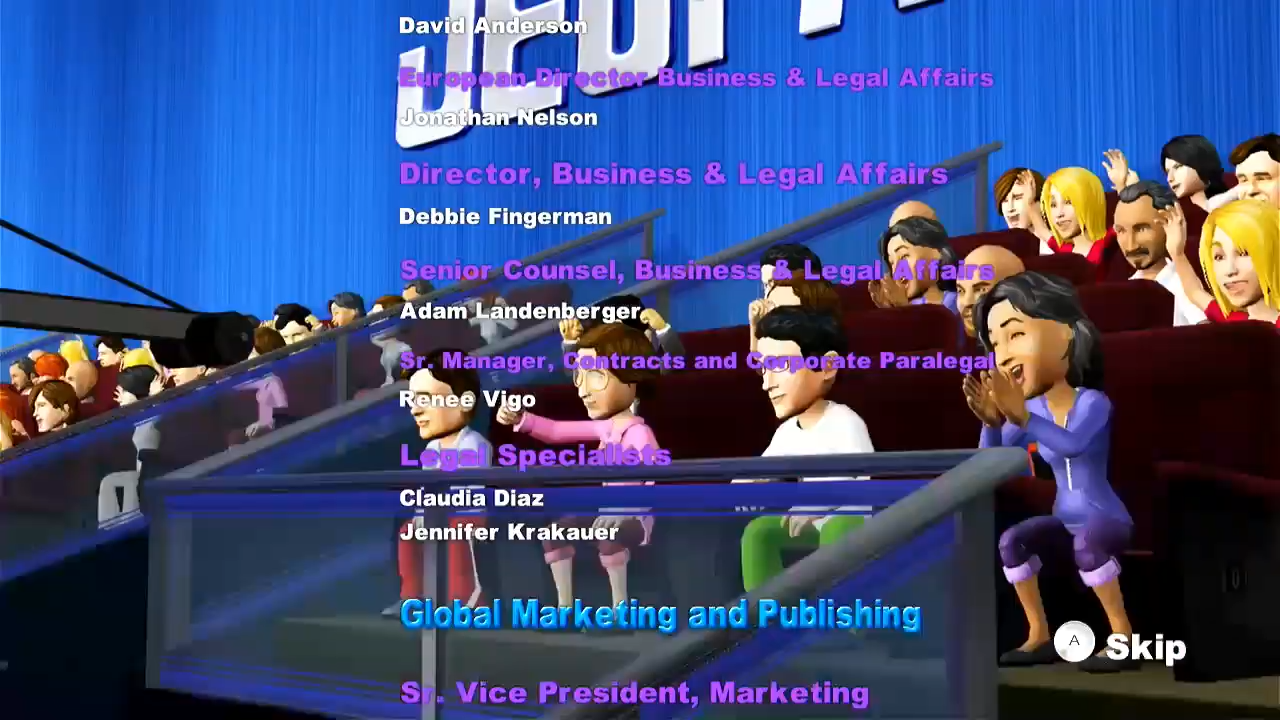 David Anderson
European Director Business & Legal Affairs
Jonathan Nelson
Director, Business & Legal Affairs
Debbie Fingerman
Senior Counsel, Business & Legal Affairs
Adam Landenberger
Sr. Manager, Contracts and Corporate Paralegal
Renee Vigo
Legal Specialists
Claudia Diaz
Jennifer Krakauer
Global Marketing and Publishing
A Skip
Sr. Vice President, Marketing